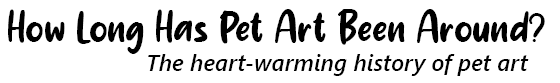 How Long Has Pet Art Been Around?
The heart-warming history of pet art